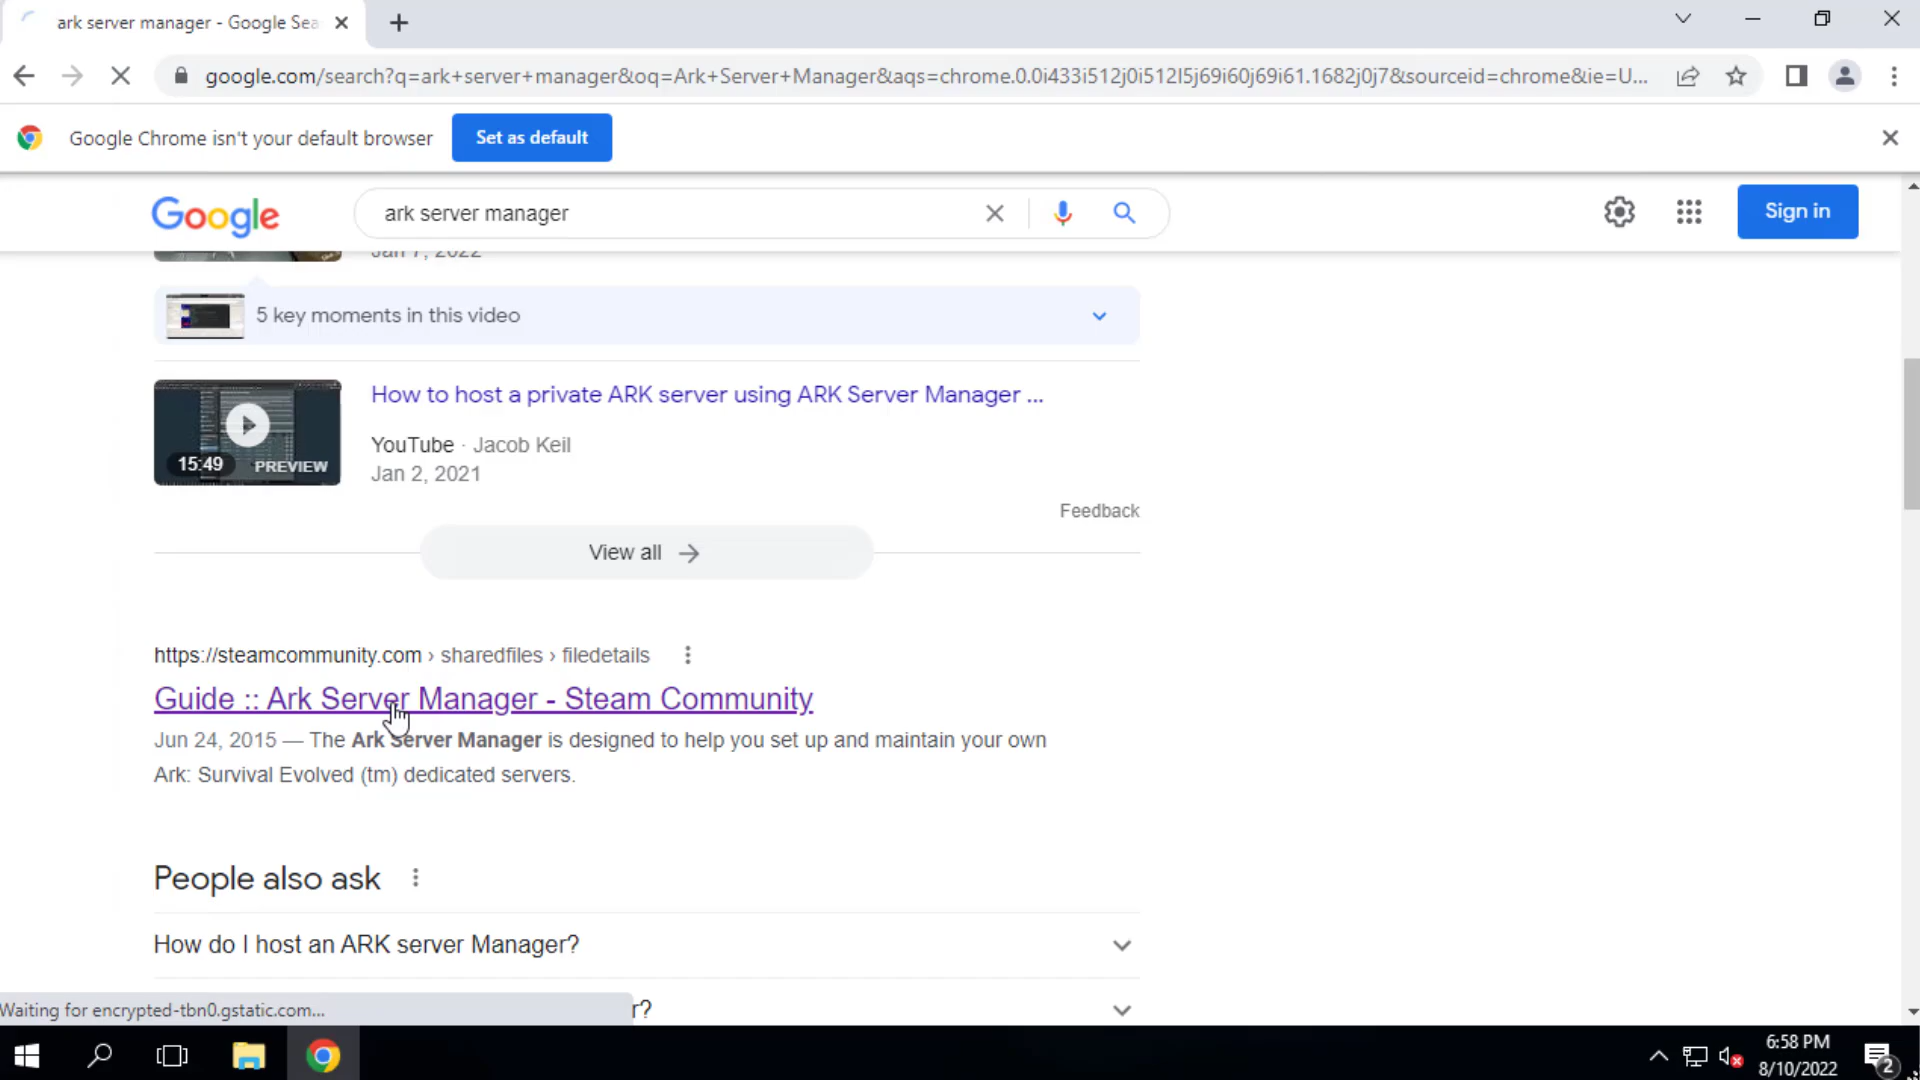 ark server manager - Google Sea
google.com/search?q=ark+server+manager&oq=Ark+Server+Manager&aqs=chrome.0.0i433i512j0i512l5j69i60j69i61.1682j0j7&sourceid=chrome&ie=U...
Google Chrome isn't your default browser
Set as default
Google
ark server manager
Sign in
Jan 7, 2022
5 key moments in this video
How to host a private ARK server using ARK Server Manager ...
YouTube · Jacob Keil
15:49
PREVIEW
Jan 2, 2021
Feedback
View all
https://steamcommunity.com › sharedfiles › filedetails
Guide :: Ark Server Manager - Steam Community
Jun 24, 2015 — The Ark Server Manager is designed to help you set up and maintain your own
Ark: Survival Evolved (tm) dedicated servers.
People also ask
How do I host an ARK server Manager?
Waiting for encrypted-tbn0.gstatic.com...
r?
6:58 PM
8/10/2022
2